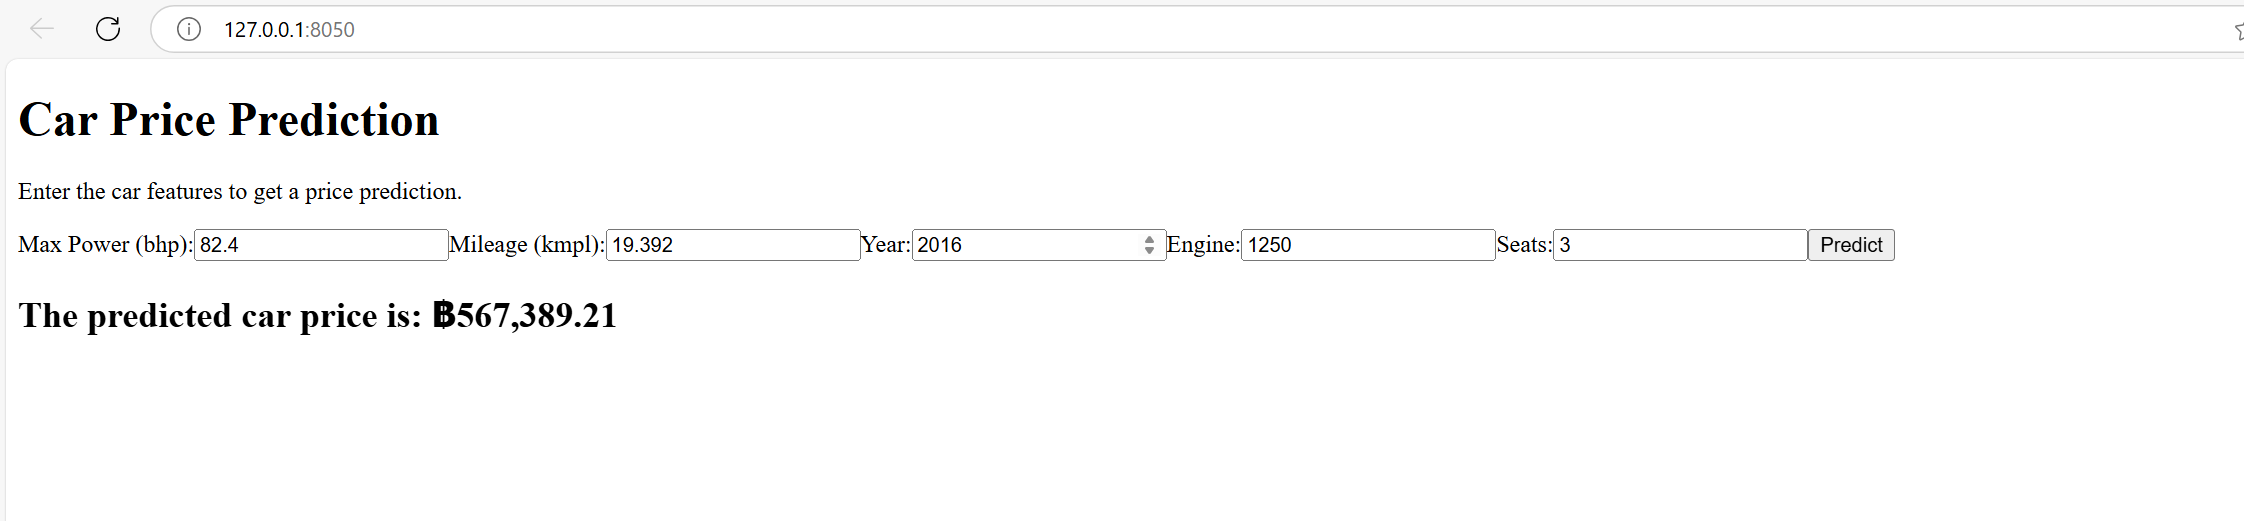 127.0.0.1:8050
Car Price Prediction
Enter the car features to get a price prediction.
Max Power (bhp): 82.4 Mileage (kmpl): 19.392 Year: 2016 Engine: 1250 Seats: 3 Predict
The predicted car price is: ฿567,389.21